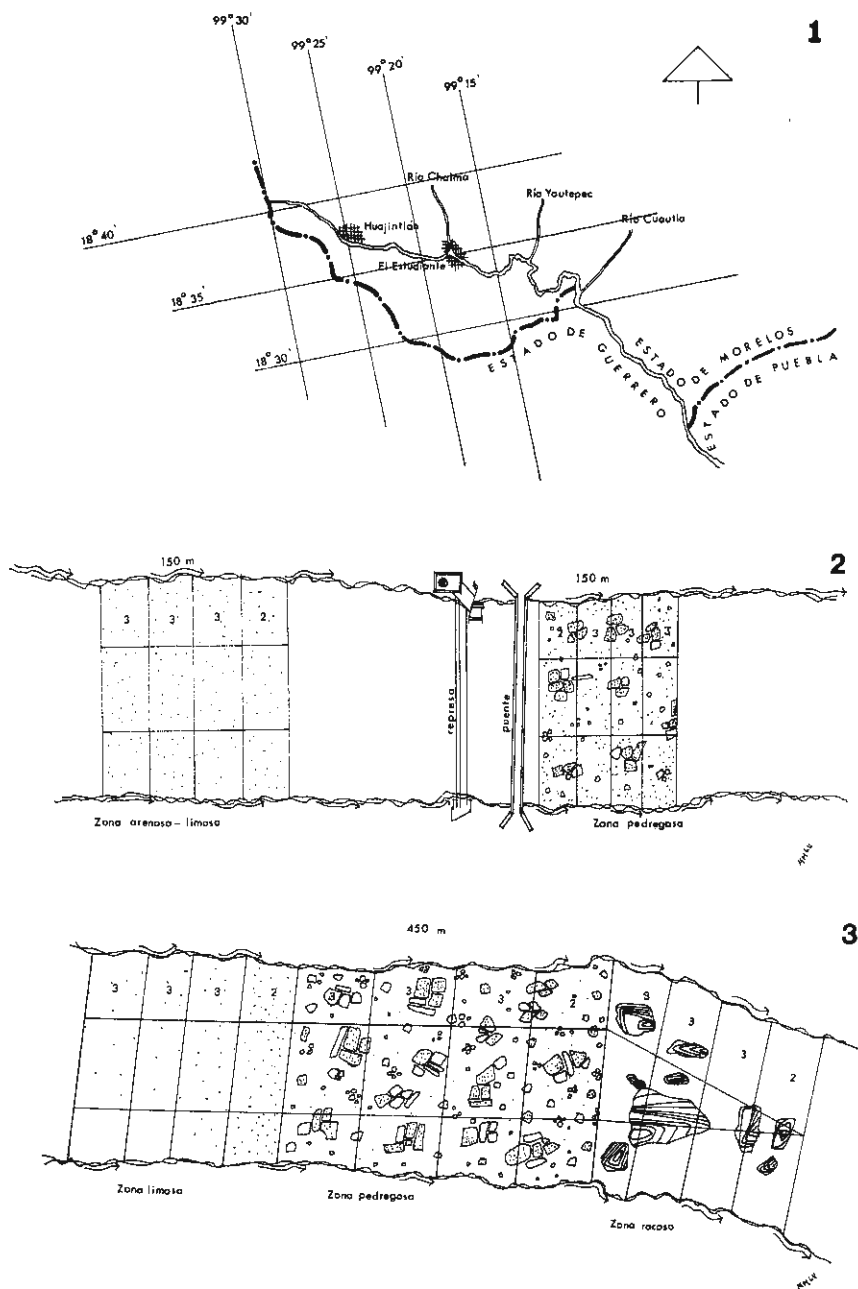 1
99° 30'
99° 25'
99° 20'
99° 15'
Río Chalma
Río Yautepec
Río Cuautla
Huajintlán
El Estudiante
18° 40'
18° 35'
18° 30'
ESTADO DE GUERRERO
ESTADO DE MORELOS
ESTADO DE PUEBLA
2
150 m
150 m
3 3 3 2
2 3 3
represa
puente
Zona arenosa – limosa
Zona pedregosa
3
450 m
3 3 3 2 3 3 3 2 3 3 3 2
Zona limosa
Zona pedregosa
Zona rocosa